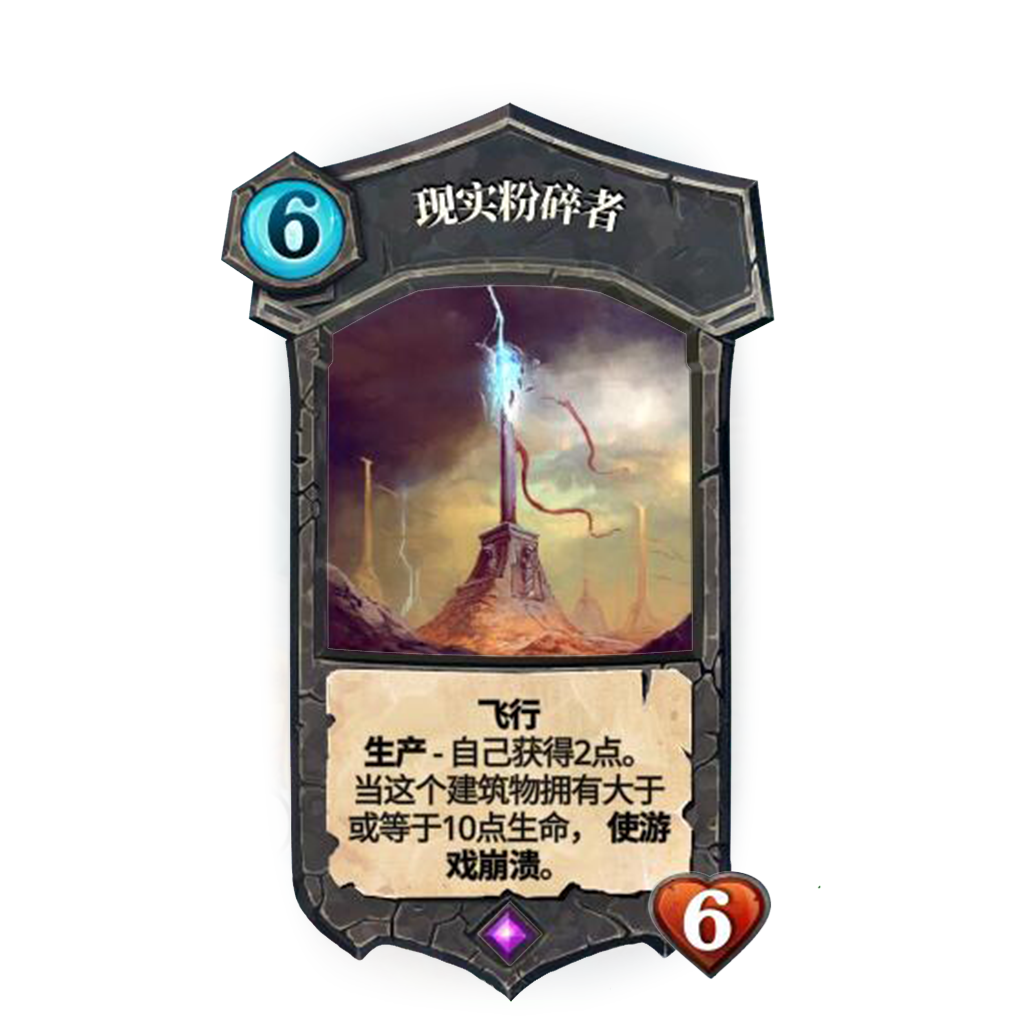 6
现实粉碎者
飞行
生产 - 自己获得2点。
当这个建筑物拥有大于
或等于10点生命， 使游
戏崩溃。
6